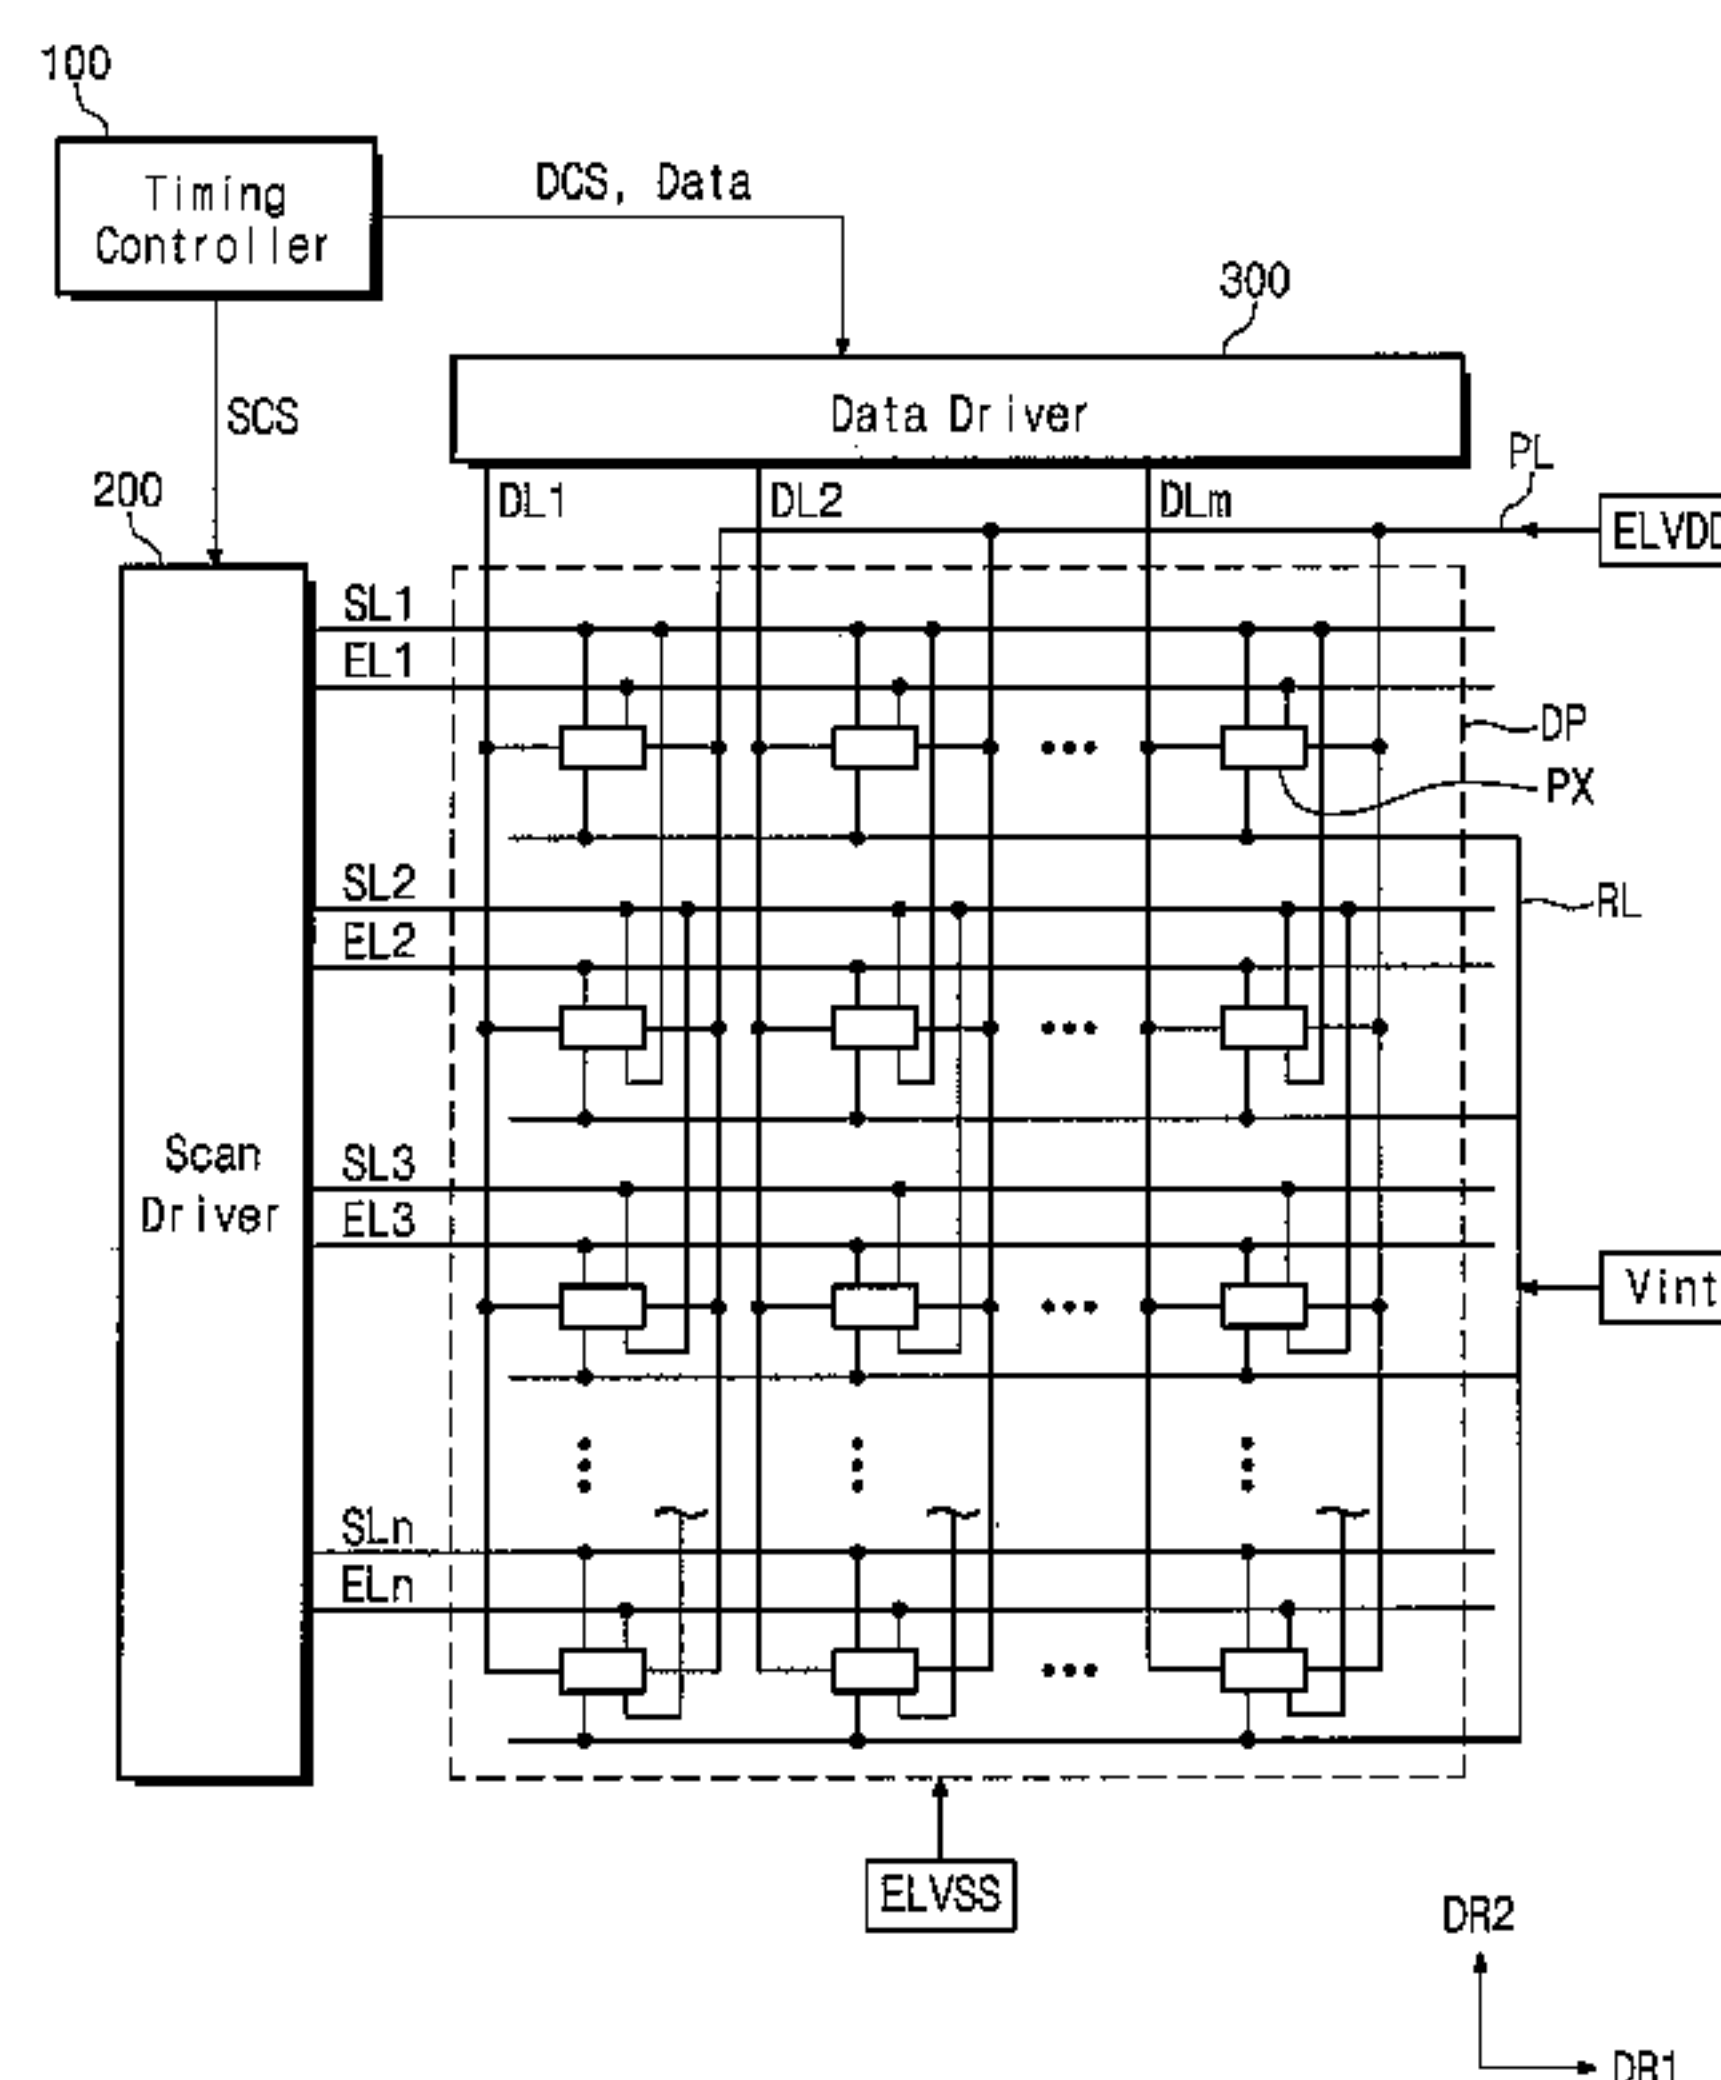 100
Timing
Controller
DCS, Data
300
SCS
Data Driver
200
PL
DL1
DL2
DLm
ELVDD
SL1
EL1
DP
PX
SL2
RL
EL2
Scan
Driver
SL3
EL3
Vint
SLn
ELn
ELVSS
DR2
DR1